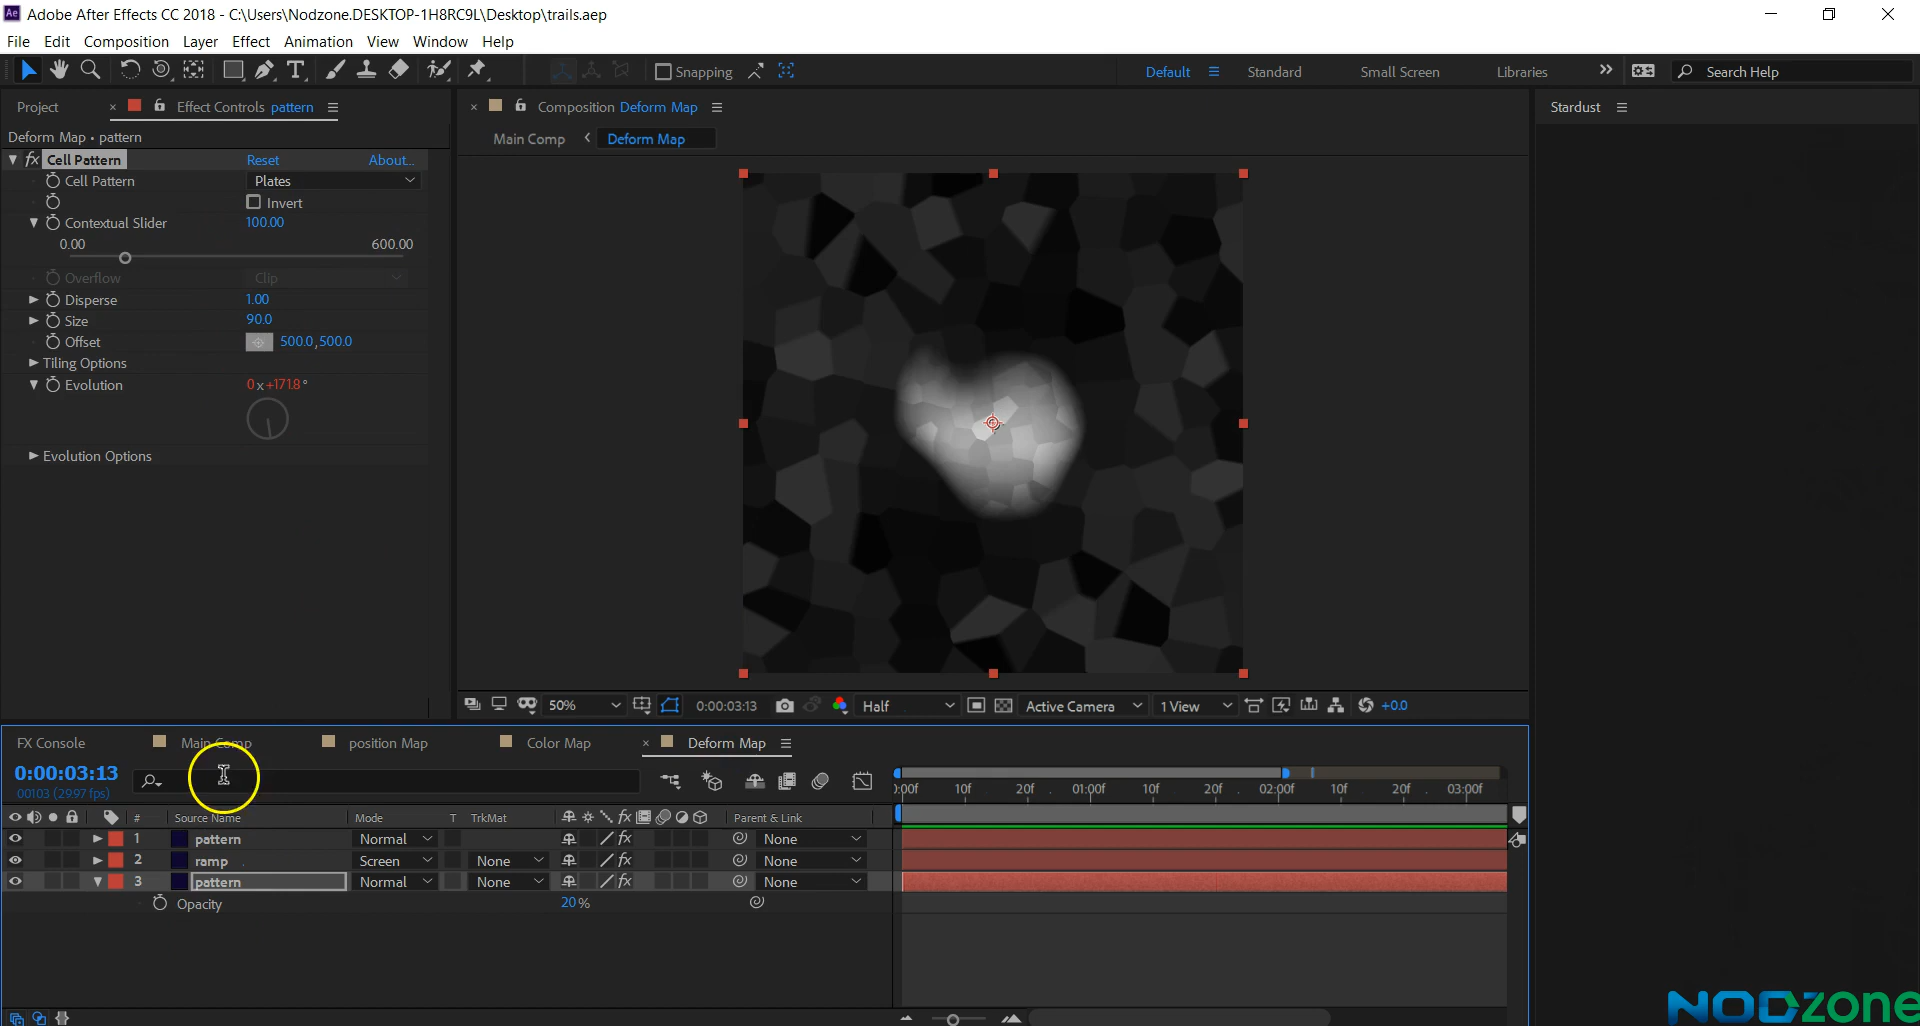 Adobe After Effects CC 2018 - C:\Users\Nodzone.DESKTOP-1H8RC9L\Desktop\trails.aep
File Edit Composition Layer Effect Animation View Window Help
Snapping Default Standard Small Screen Libraries Search Help
Project Effect Controls pattern Composition Deform Map Stardust
Deform Map • pattern Main Comp Deform Map
fx Cell Pattern Reset About...
Cell Pattern Plates
Invert
Contextual Slider 100.00
0.00 600.00
Overflow Clip
Disperse 1.00
Size 90.0
Offset 500.0,500.0
Tiling Options
Evolution 0x+171.8°
Evolution Options
50% 0:00:03:13 Half Active Camera 1 View +0.0
FX Console Main Comp position Map Color Map Deform Map
0:00:03:13
00103 (29.97 fps)
:00f 10f 20f 01:00f 10f 20f 02:00f 10f 20f 03:00f
# Source Name Mode T TrkMat fx Parent & Link
1 pattern Normal fx None
2 ramp Screen None fx None
3 pattern Normal None fx None
Opacity 20%
NODzone